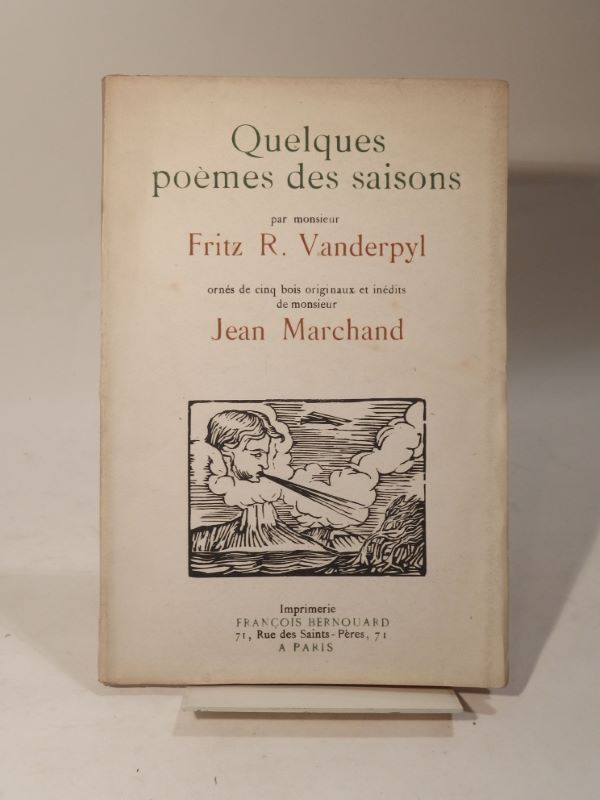 Quelques
poèmes des saisons
par monsieur
Fritz R. Vanderpyl
ornés de cinq bois originaux et inédits
de monsieur
Jean Marchand
Imprimerie
FRANÇOIS BERNOUARD
71, Rue des Saints-Pères, 71
A PARIS